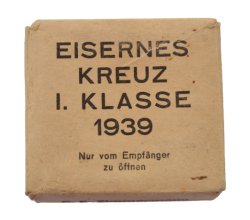 EISERNES
KREUZ
I. KLASSE
1939
Nur vom Empfänger
zu öffnen